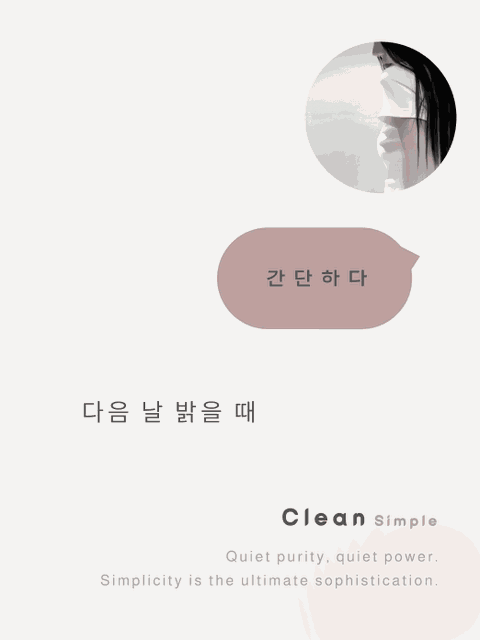 간단하다
다음 날 밝을 때
Clean Simple
Quiet purity, quiet power.
Simplicity is the ultimate sophistication.